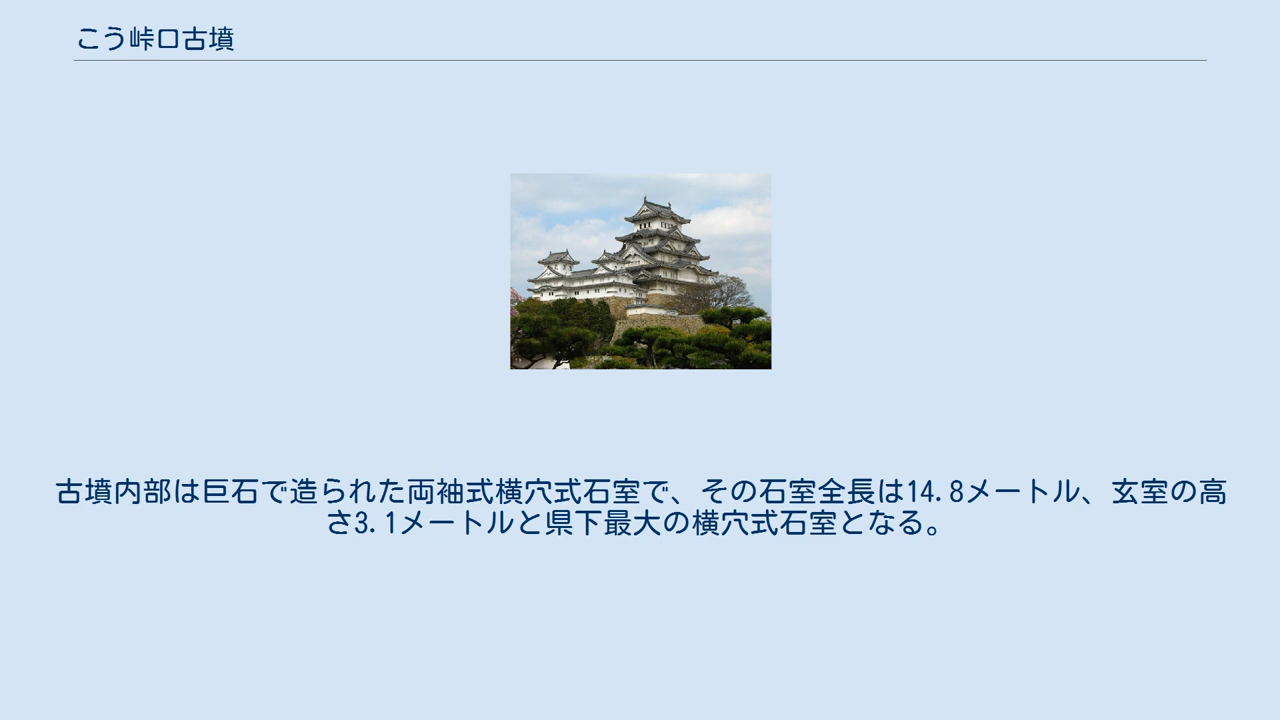 こう峠口古墳
古墳内部は巨石で造られた両袖式横穴式石室で、その石室全長は14.8メートル、玄室の高
さ3.1メートルと県下最大の横穴式石室となる。